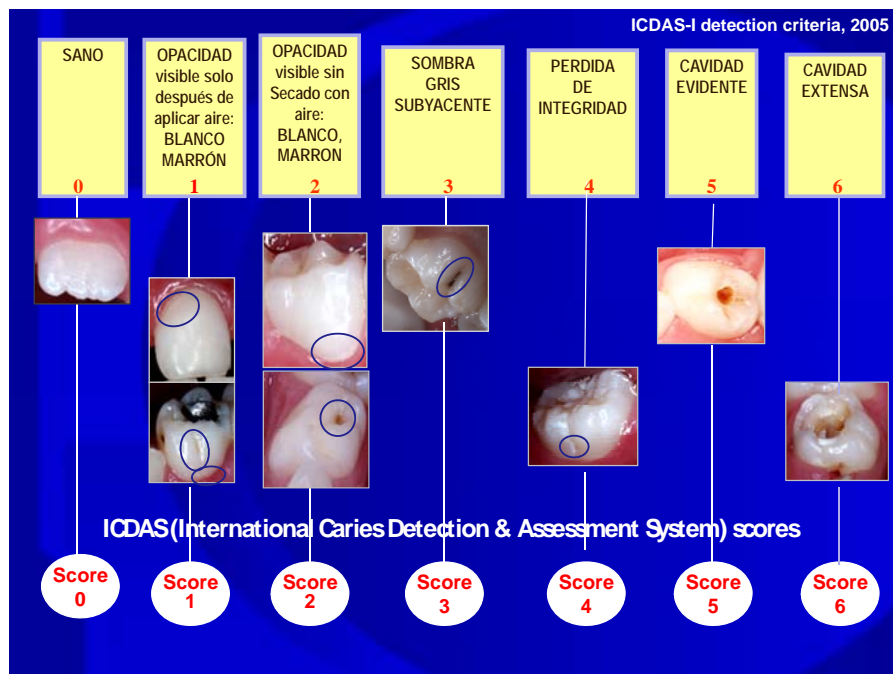 ICDAS-I detection criteria, 2005
SANO
0
OPACIDAD
visible solo
después de
aplicar aire:
BLANCO
MARRÓN
1
OPACIDAD
visible sin
Secado con
aire:
BLANCO,
MARRON
2
SOMBRA
GRIS
SUBYACENTE
3
PERDIDA
DE
INTEGRIDAD
4
CAVIDAD
EVIDENTE
5
CAVIDAD
EXTENSA
6
ICDAS (International Caries Detection & Assessment System) scores
Score
0
Score
1
Score
2
Score
3
Score
4
Score
5
Score
6